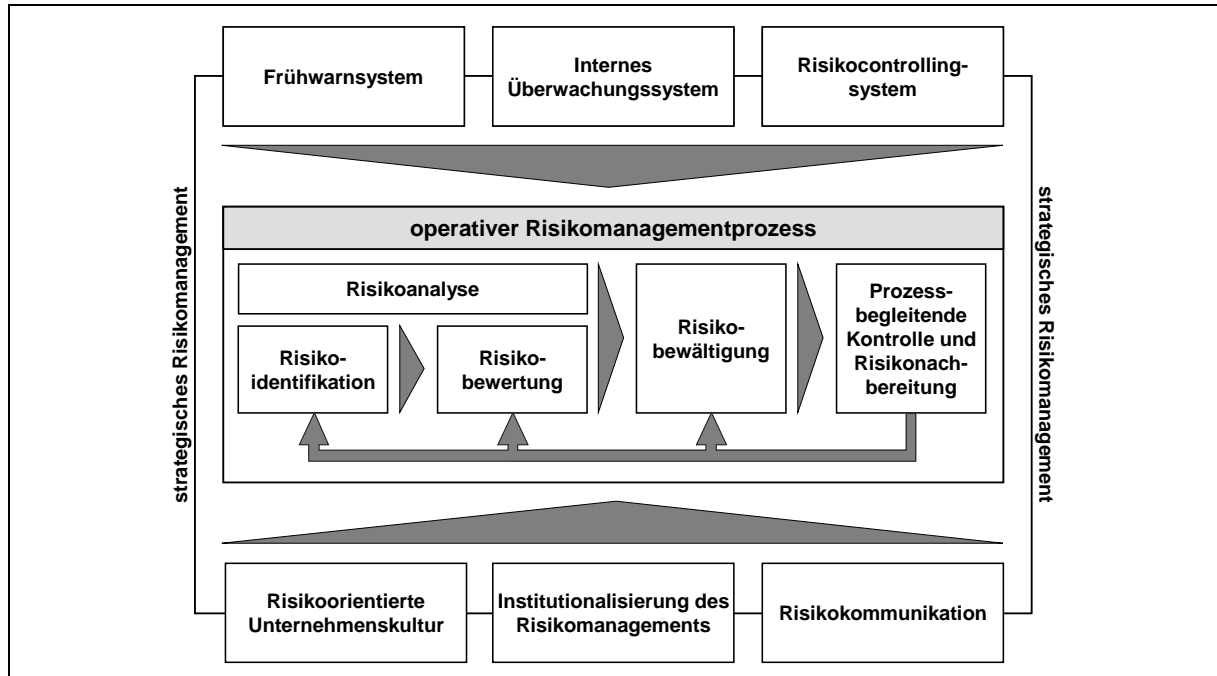 Frühwarnsystem
Internes
Überwachungssystem
Risikocontrolling-
system
strategisches Risikomanagement
strategisches Risikomanagement
operativer Risikomanagementprozess
Risikoanalyse
Risiko-
identifikation
Risiko-
bewertung
Risiko-
bewältigung
Prozess-
begleitende
Kontrolle und
Risikonach-
bereitung
Risikoorientierte
Unternehmenskultur
Institutionalisierung des
Risikomanagements
Risikokommunikation